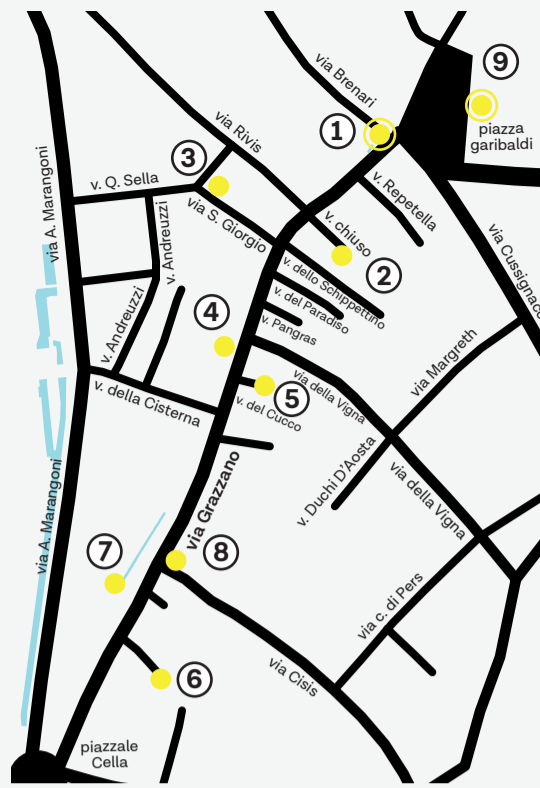 9
via Brenari
1
piazza
garibaldi
via Rivis
3
v. Q. Sella
v. Repetella
via S. Giorgio
v. chiuso
2
via A. Marangoni
v. Andreuzzi
v. dello Schippettino
via Cussignacc
v. del Paradiso
4
v. Pangras
v. Andreuzzi
via Margreth
via della Vigna
5
v. della Cisterna
v. del Cucco
v. Duchi D'Aosta
via della Vigna
via Grazzano
via A. Marangoni
7
8
via c. di Pers
via Cisis
6
piazzale
Cella